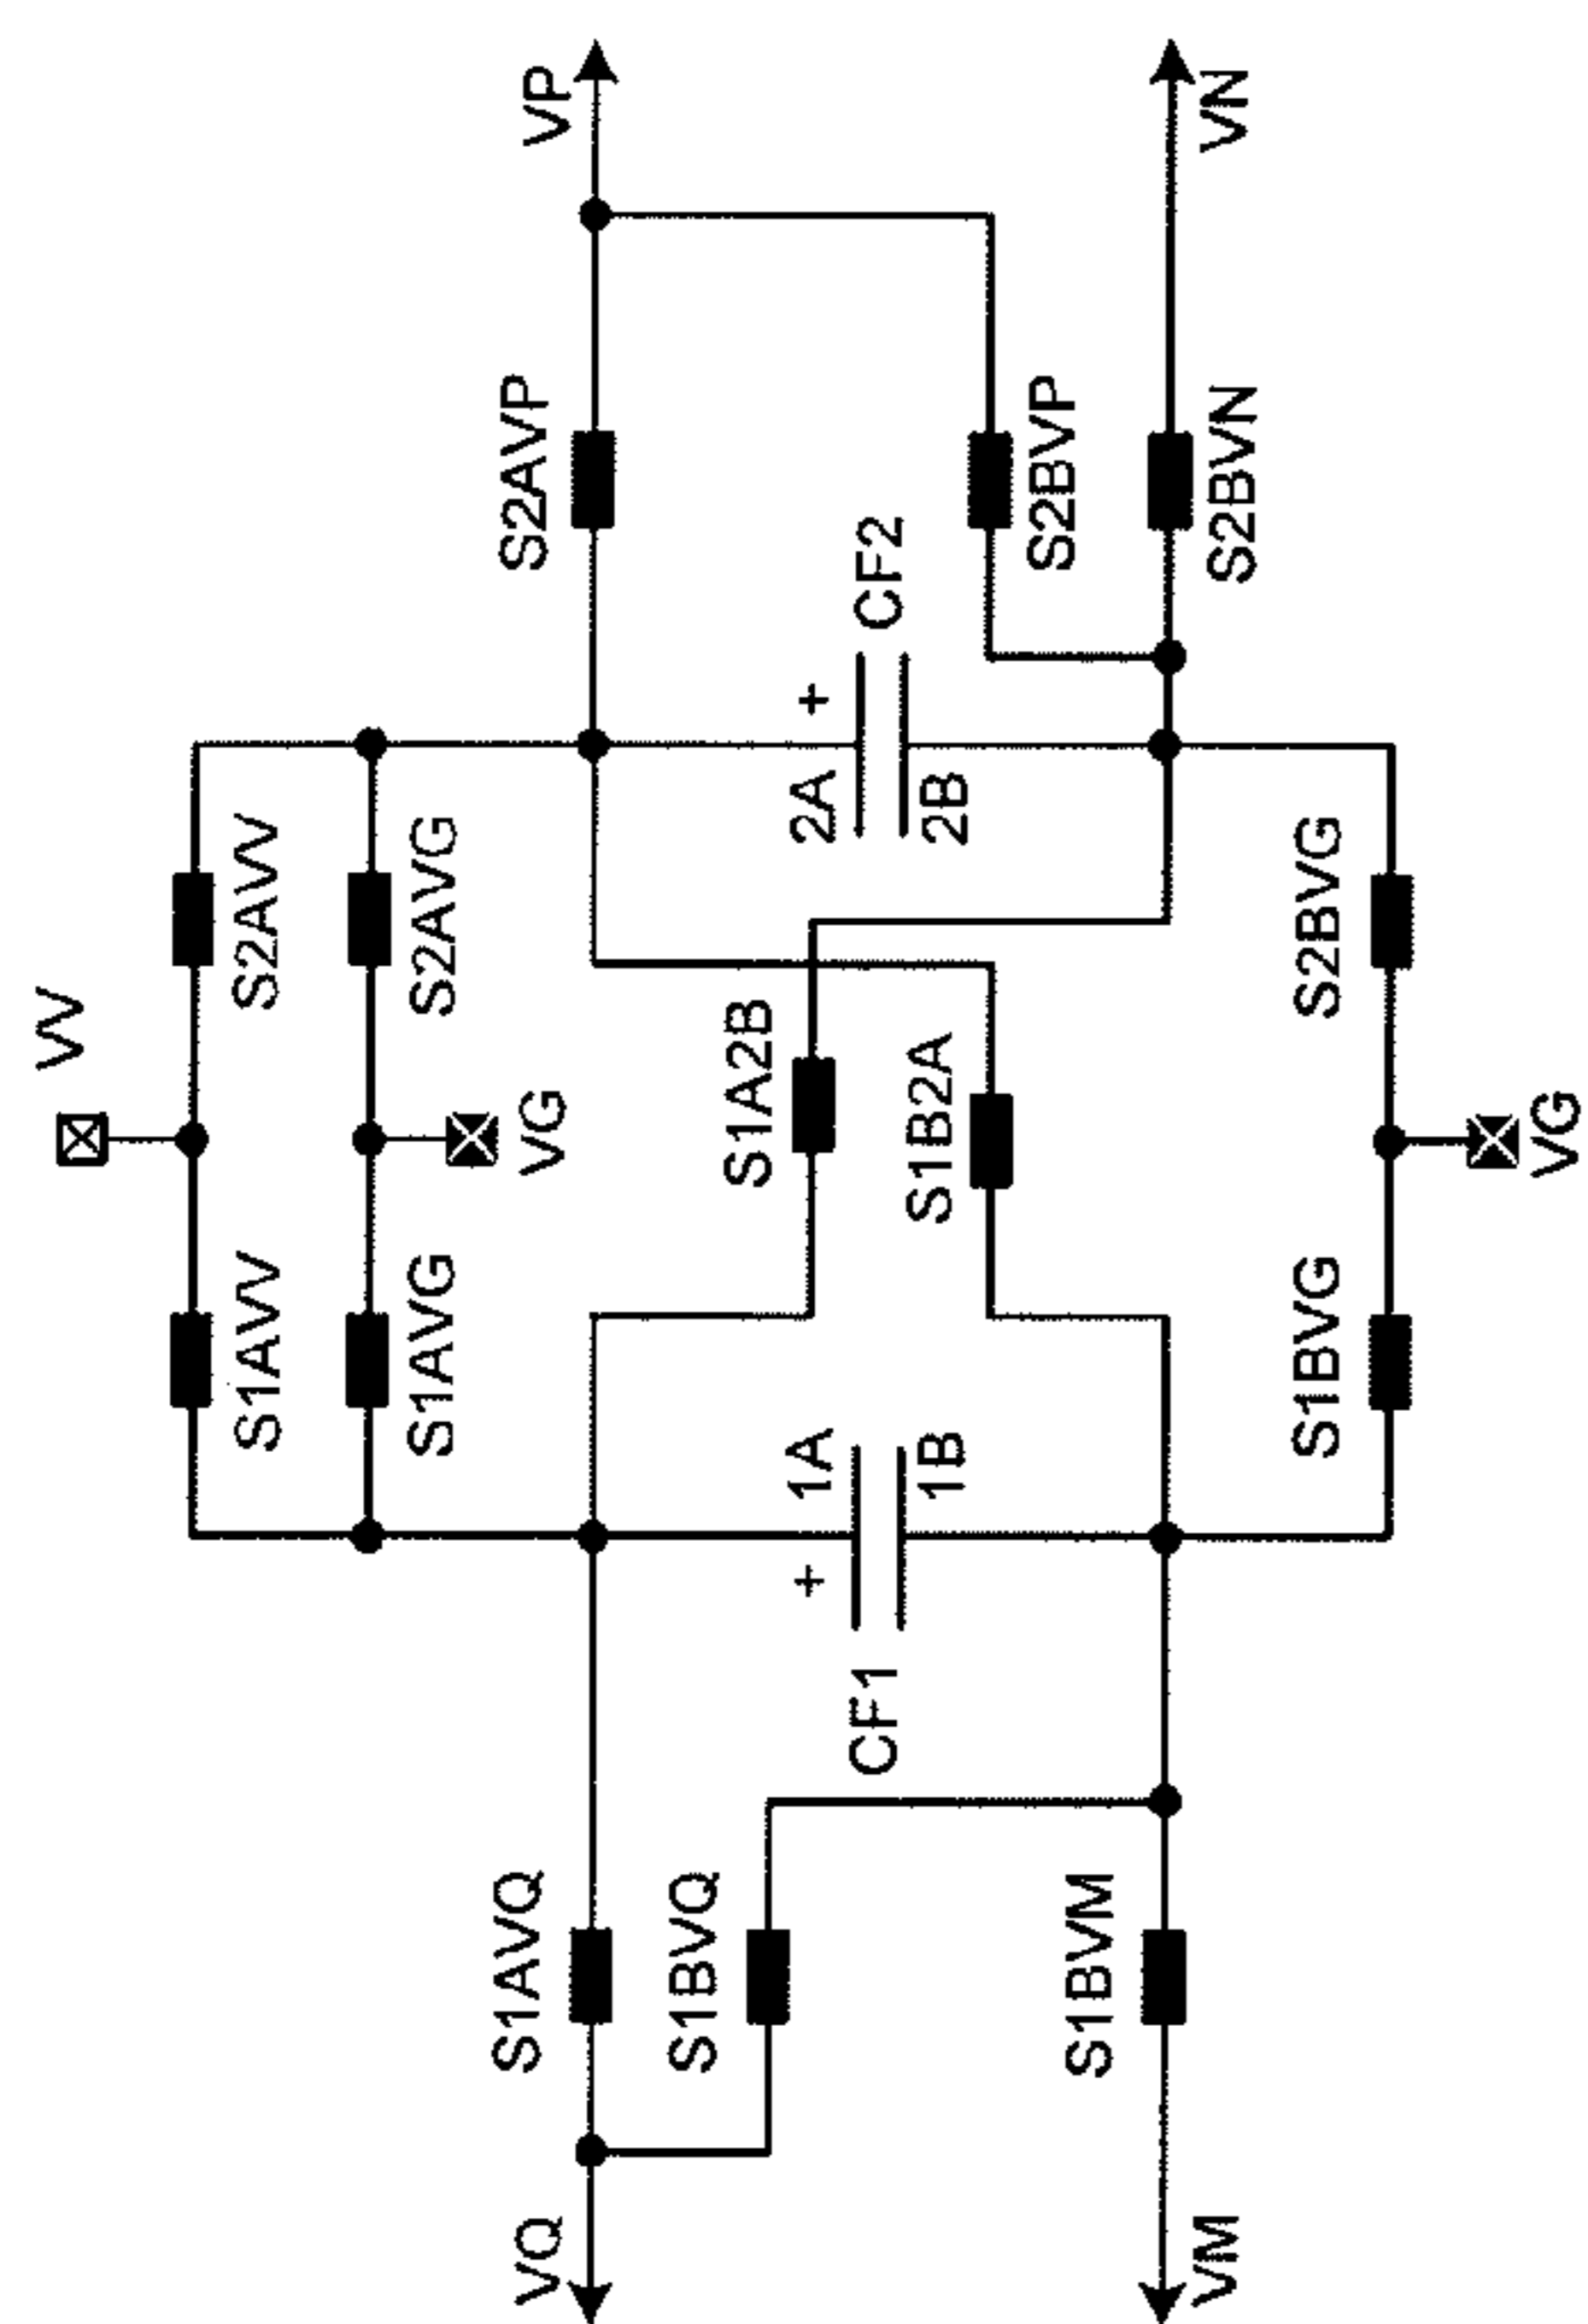 VV
S1AVV
S2AVV
S1AVG
S2AVG
VQ
S1AVQ
VG
S2AVP
VP
S1BVQ
S1A2B
+
1A
2A
+
CF1
CF2
1B
S1B2A
2B
S2BVP
S1BVM
VM
S2BVN
VN
S1BVG
S2BVG
VG